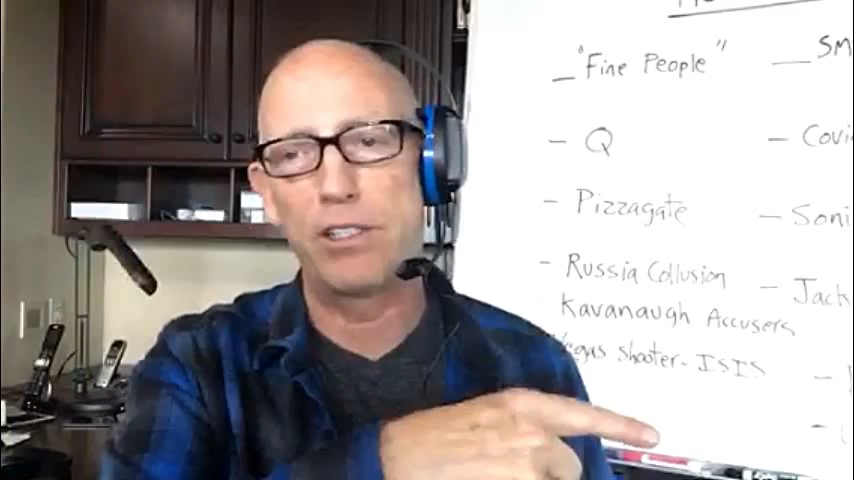 "Fine People"
SM
- Q
- Covi
- Pizzagate
- Soni
- Russia Collusion
- Jack
Kavanaugh Accusers
Vegas Shooter - ISIS